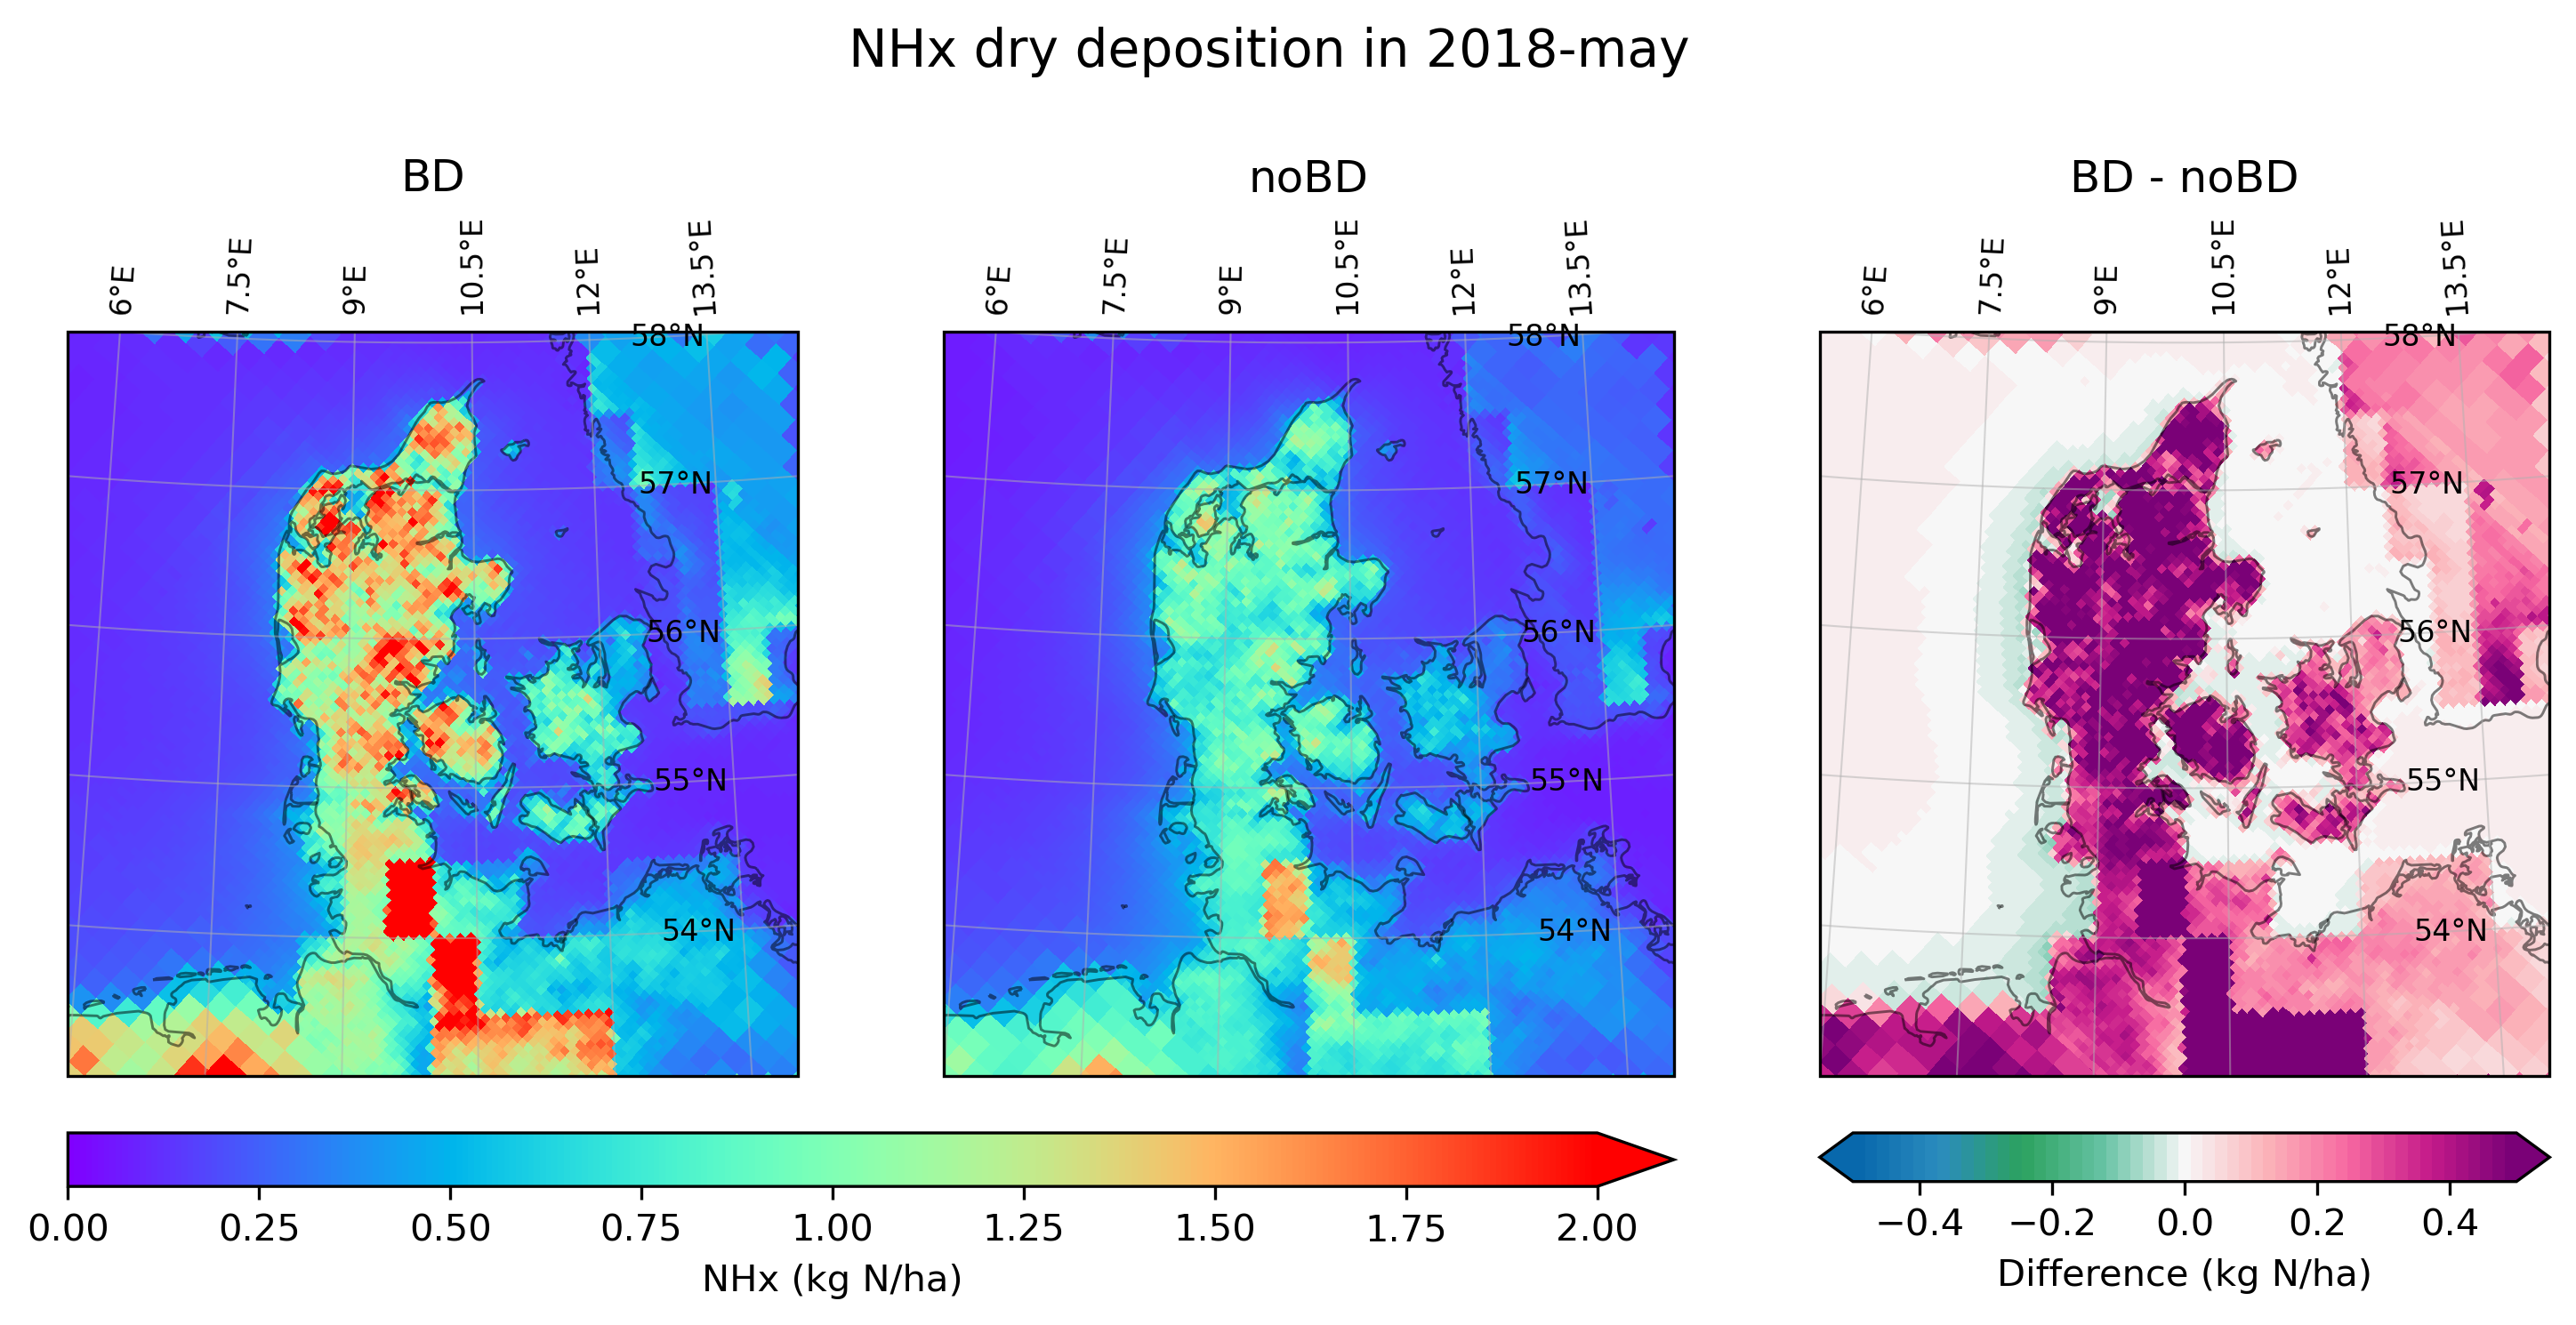 NHx dry deposition in 2018-may
BD
noBD
BD - noBD
6°E 7.5°E 9°E 10.5°E 12°E 13.5°E
6°E 7.5°E 9°E 10.5°E 12°E 13.5°E
6°E 7.5°E 9°E 10.5°E 12°E 13.5°E
58°N 58°N 58°N
57°N 57°N 57°N
56°N 56°N 56°N
55°N 55°N 55°N
54°N 54°N 54°N
0.00 0.25 0.50 0.75 1.00 1.25 1.50 1.75 2.00
NHx (kg N/ha)
−0.4 −0.2 0.0 0.2 0.4
Difference (kg N/ha)